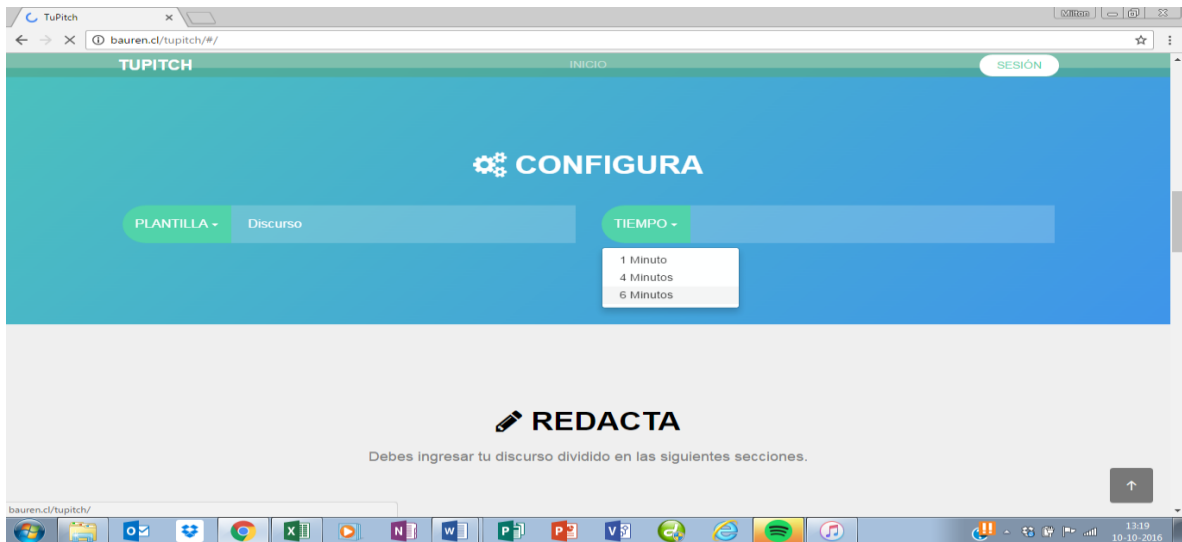 TuPitch
Milton
bauren.cl/tupitch/#/
TUPITCH INICIO SESIÓN
CONFIGURA
PLANTILLA Discurso TIEMPO
1 Minuto
4 Minutos
6 Minutos
REDACTA
Debes ingresar tu discurso dividido en las siguientes secciones.
bauren.cl/tupitch/
13:19
10-10-2016